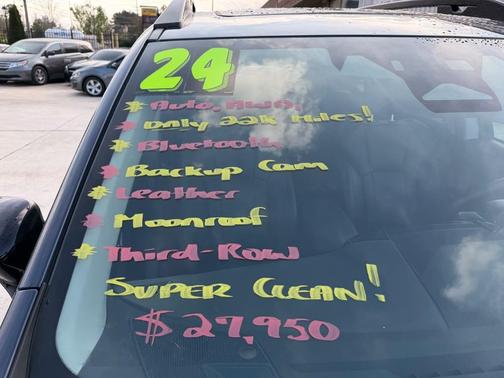 24
* Auto, AWD,
* Only 22k Miles!
* Bluetooth
* Backup Cam
* Leather
* Moonroof
* Third-Row
Super Clean!
$27,950